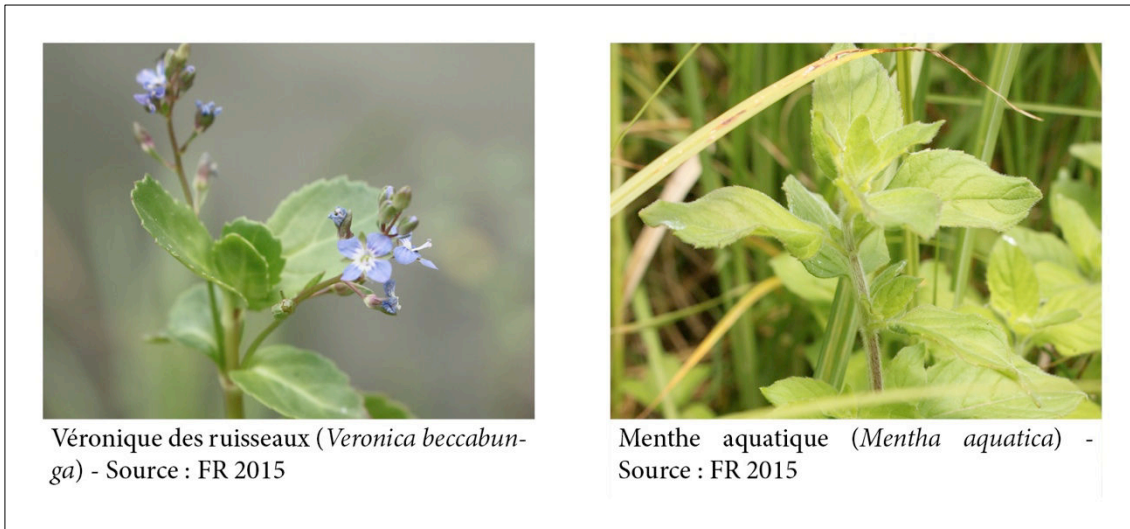 Véronique des ruisseaux (Veronica beccabun-
ga) - Source : FR 2015
Menthe aquatique (Mentha aquatica) -
Source : FR 2015